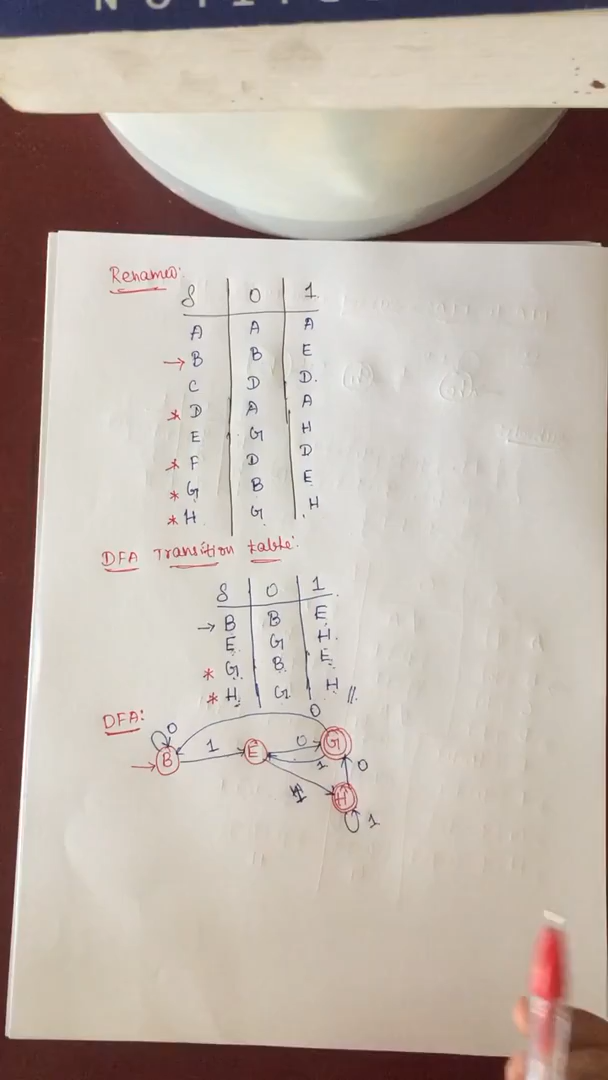 Renamed:
δ 0 1
A A A
→ B B E
C D D.
* D A A
E G H
* F D D
* G B E
* H G H
DFA Transition table:
δ 0 1
→ B B E
E G H
* G B E
* H G H //
DFA:
0
0
B 1 E 0 G
1 0
1 H
1